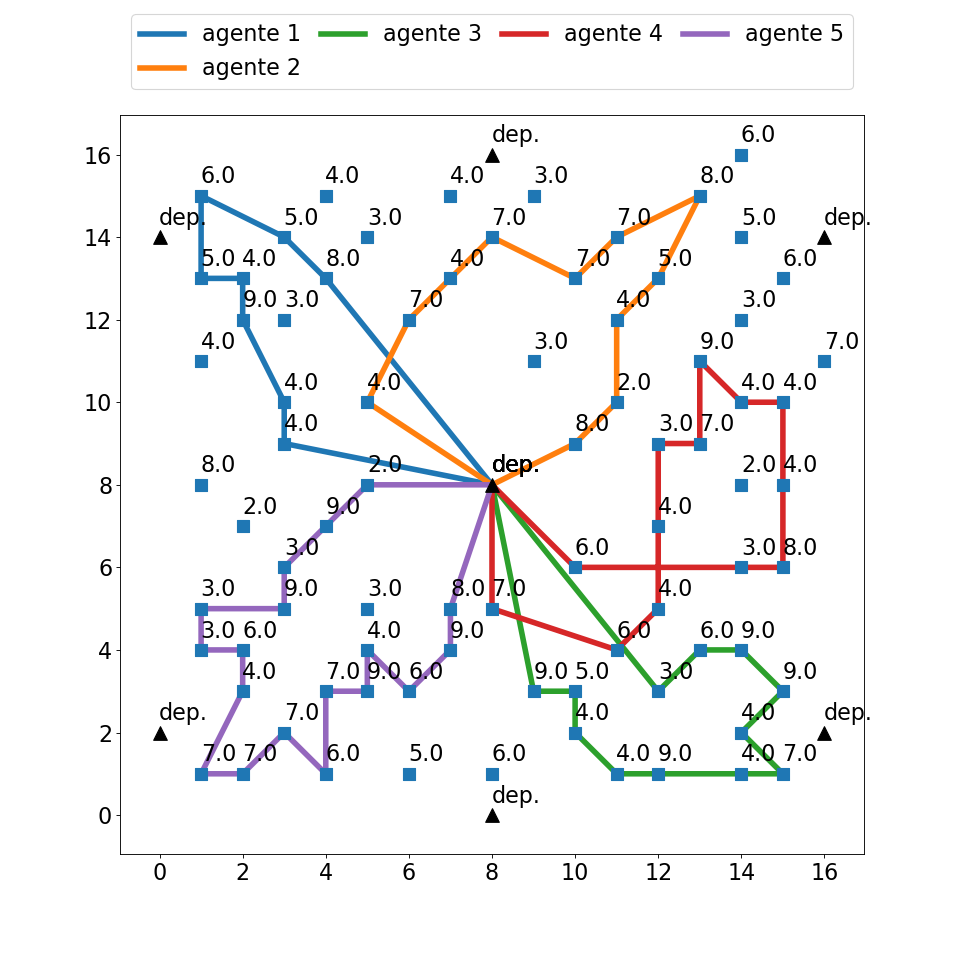 agente 1 agente 3 agente 4 agente 5
agente 2
dep. 6.0
16
6.0 4.0 4.0 3.0 8.0
dep. 5.0 3.0 7.0 7.0 5.0 dep.
14
5.0 4.0 8.0 4.0 7.0 5.0 6.0
9.0 3.0 7.0 4.0 3.0
12
4.0 3.0 9.0 7.0
4.0 4.0 2.0 4.0 4.0
10
4.0 8.0 3.0 7.0
8.0 2.0 dep. 2.0 4.0
8
2.0 9.0 4.0
3.0 6.0 3.0 8.0
6
3.0 9.0 3.0 8.0 7.0 4.0
3.0 6.0 4.0 9.0 6.0 6.0 9.0
4
4.0 7.0 9.0 6.0 9.0 5.0 3.0 9.0
dep. 7.0 4.0 4.0 dep.
2
7.0 7.0 6.0 5.0 6.0 4.0 9.0 4.0 7.0
dep.
0
0 2 4 6 8 10 12 14 16